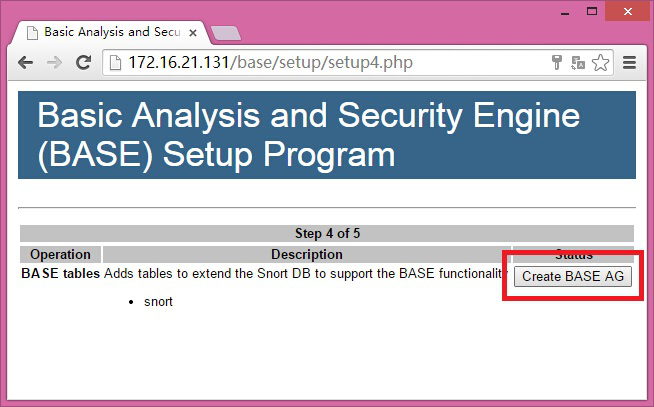 Basic Analysis and Secu
172.16.21.131/base/setup/setup4.php
Basic Analysis and Security Engine
(BASE) Setup Program
Step 4 of 5
Operation Description Status
BASE tables Adds tables to extend the Snort DB to support the BASE functionality Create BASE AG
• snort